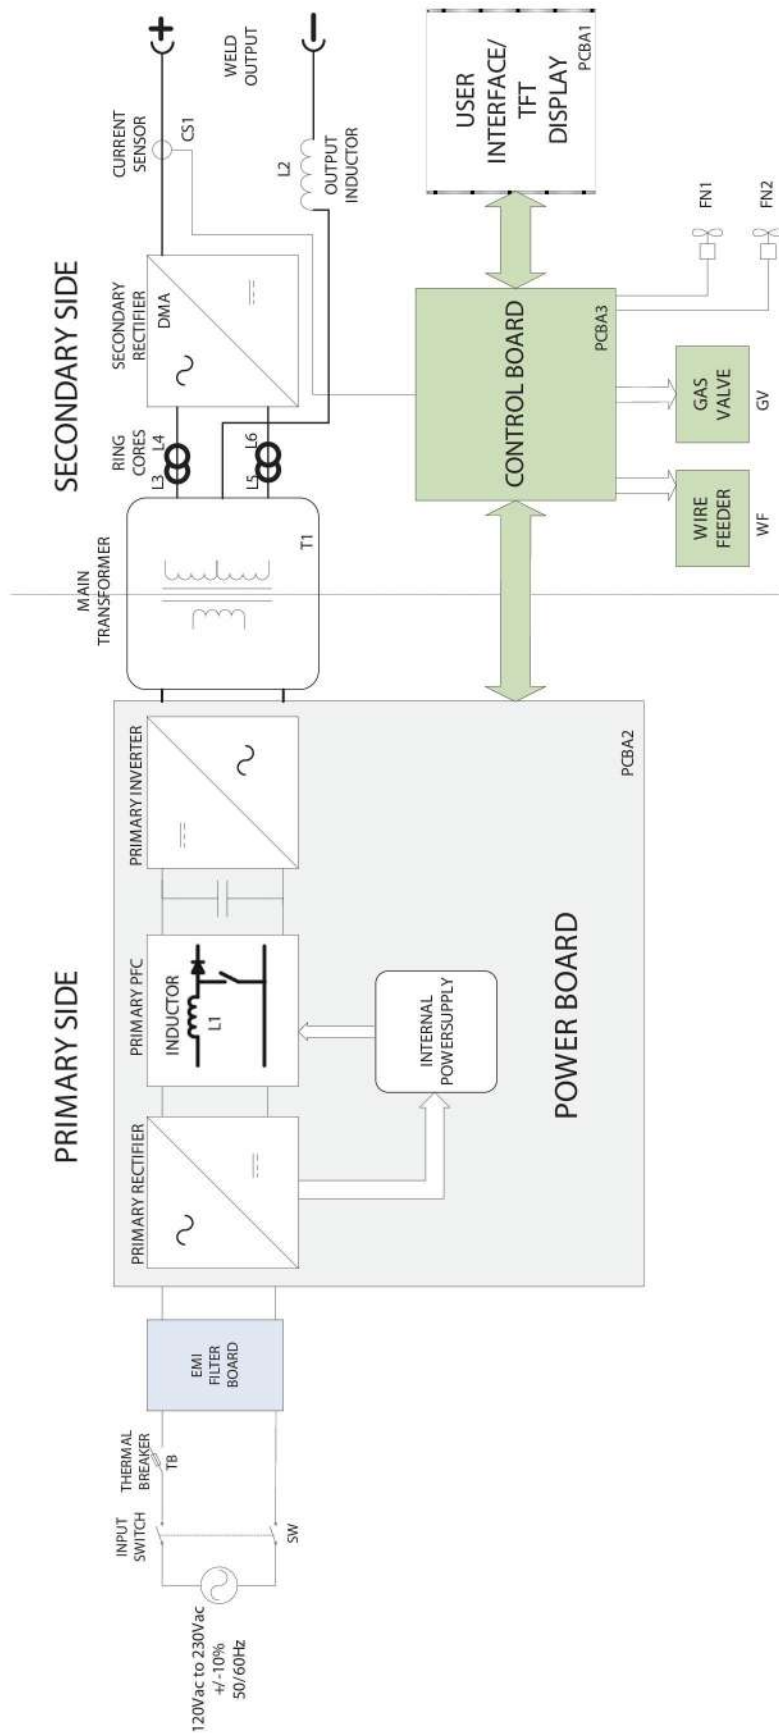 PRIMARY SIDE
SECONDARY SIDE
120Vac to 230Vac
+/-10%
50/60Hz
INPUT
SWITCH
SW
THERMAL
BREAKER
TB
EMI
FILTER
BOARD
PRIMARY RECTIFIER
PRIMARY PFC
INDUCTOR
L1
PRIMARY INVERTER
INTERNAL
POWERSUPPLY
POWER BOARD
PCBA2
MAIN
TRANSFORMER
T1
RING
CORES
L3
L4
L5
L6
SECONDARY
RECTIFIER
DMA
CURRENT
SENSOR
CS1
+
WELD
OUTPUT
−
L2
OUTPUT
INDUCTOR
CONTROL BOARD
PCBA3
USER
INTERFACE/
TFT
DISPLAY
PCBA1
WIRE
FEEDER
WF
GAS
VALVE
GV
FN1
FN2